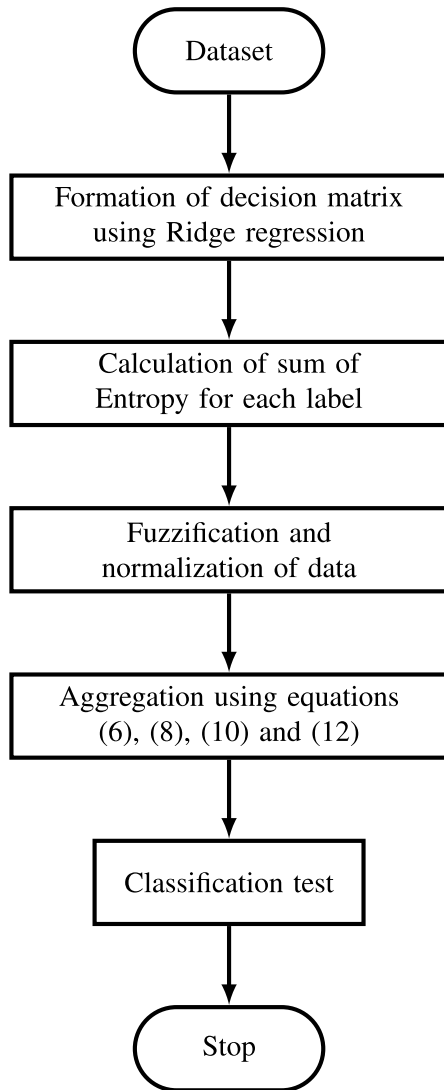 Dataset
Formation of decision matrix
using Ridge regression
Calculation of sum of
Entropy for each label
Fuzzification and
normalization of data
Aggregation using equations
(6), (8), (10) and (12)
Classification test
Stop